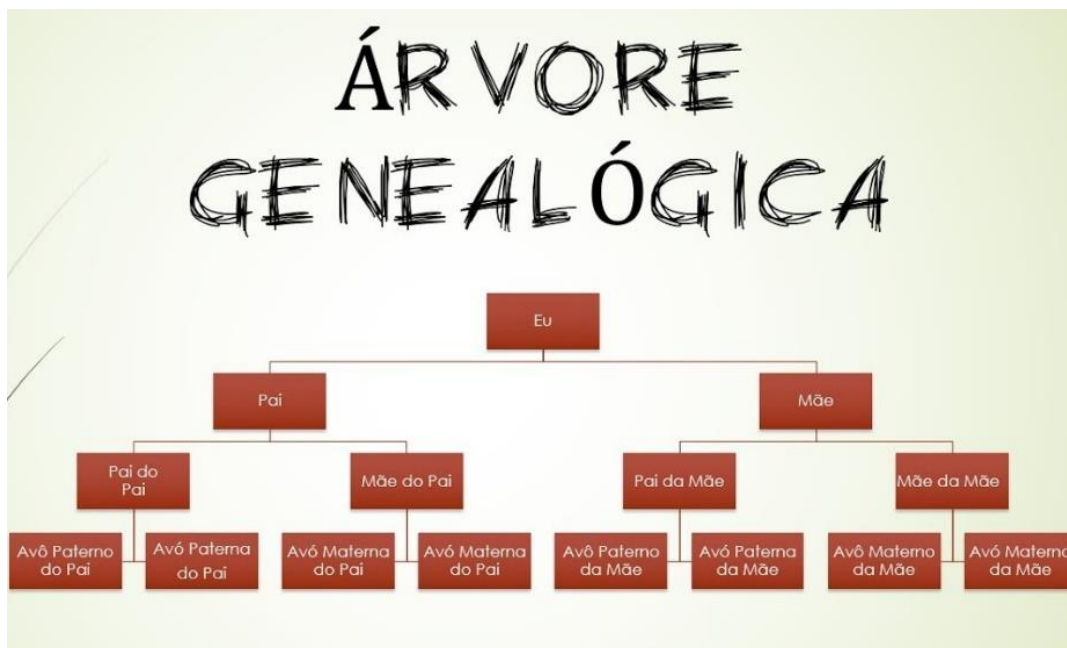 ÁRVORE
GENEALÓGICA
Eu
Pai
Mãe
Pai do
Pai
Mãe do Pai
Pai da Mãe
Mãe da Mãe
Avô Paterno
do Pai
Avó Paterna
do Pai
Avó Materna
do Pai
Avó Materna
do Pai
Avô Paterno
da Mãe
Avó Paterna
da Mãe
Avô Materno
da Mãe
Avó Materna
da Mãe